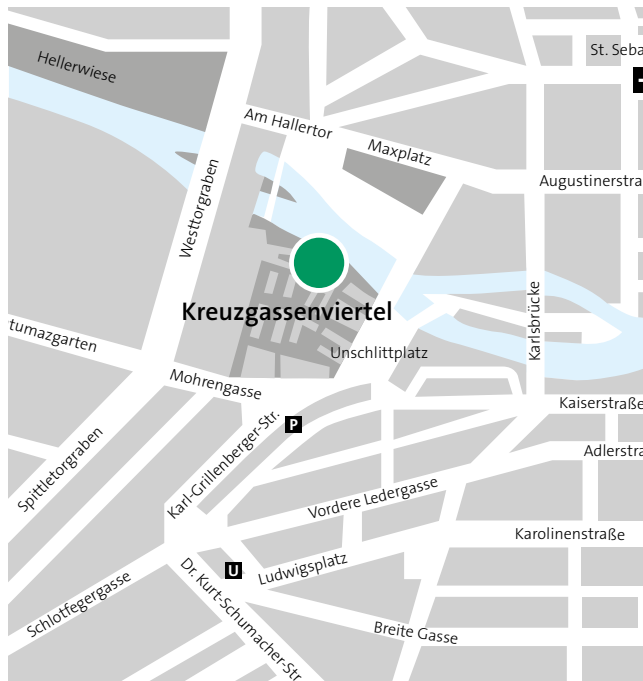 St. Seba
Hellerwiese
Am Hallertor
Maxplatz
Augustinerstra
Westtorgraben
Kreuzgassenviertel
Karlsbrücke
tumazgarten
Unschlittplatz
Mohrengasse
Kaiserstraße
P
Karl-Grillenberger-Str.
Spittletorgraben
Adlerstra
Vordere Ledergasse
Karolinenstraße
U
Ludwigsplatz
Schlotfegergasse
Dr. Kurt-Schumacher-Str
Breite Gasse